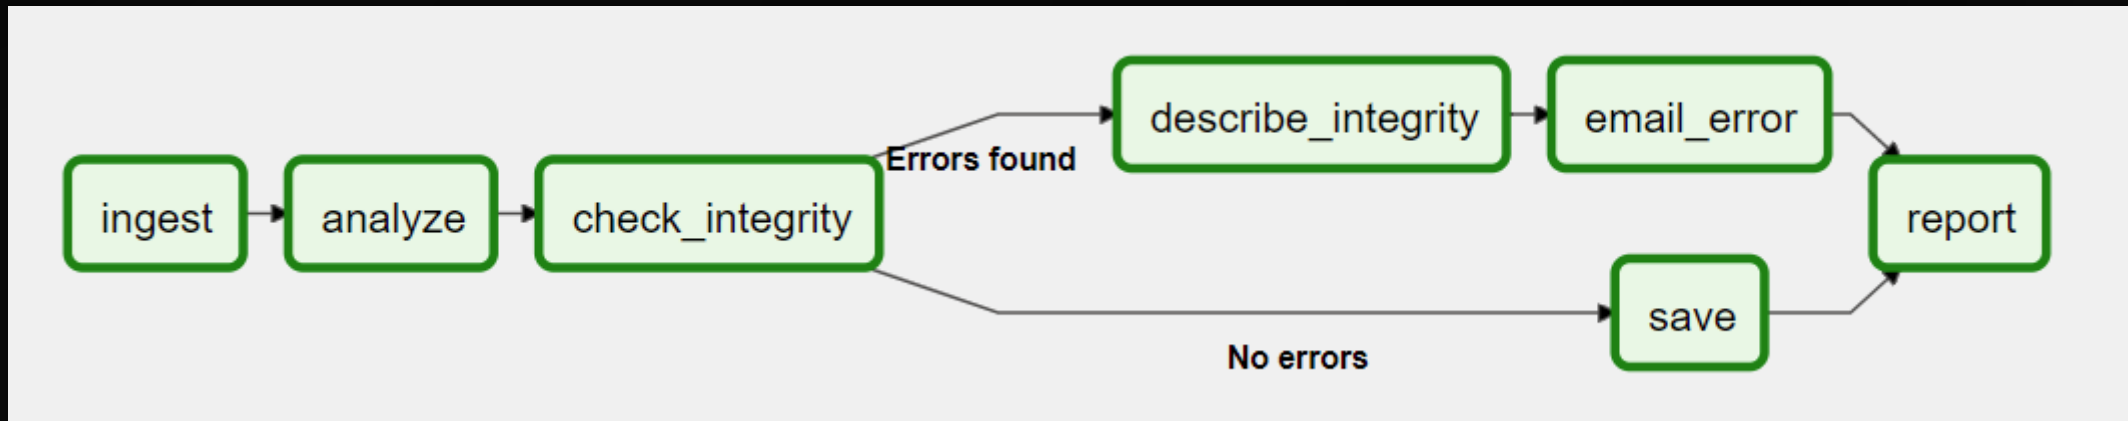 ingest
analyze
check_integrity
Errors found
describe_integrity
email_error
No errors
save
report